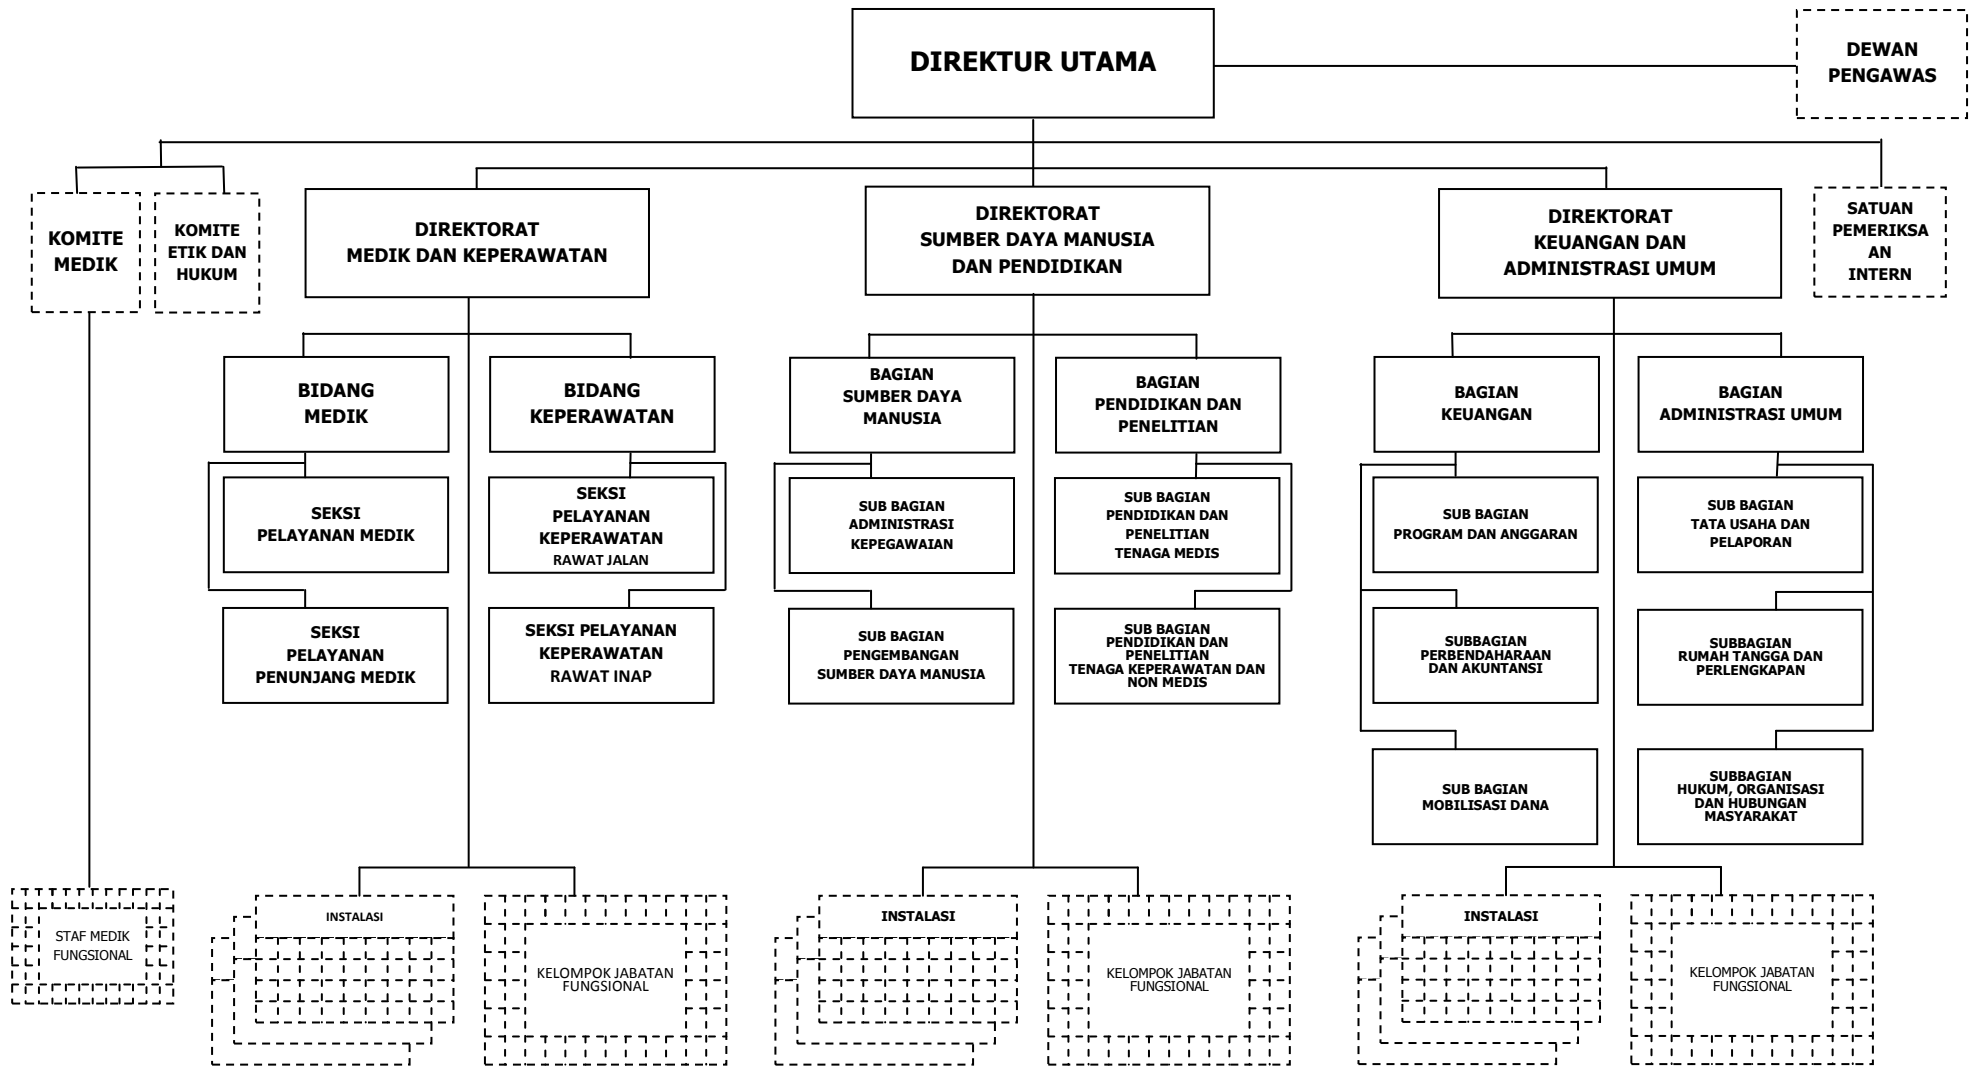 DIREKTUR UTAMA
DEWAN
PENGAWAS
KOMITE
MEDIK
KOMITE
ETIK DAN
HUKUM
DIREKTORAT
MEDIK DAN KEPERAWATAN
DIREKTORAT
SUMBER DAYA MANUSIA
DAN PENDIDIKAN
DIREKTORAT
KEUANGAN DAN
ADMINISTRASI UMUM
SATUAN
PEMERIKSA
AN
INTERN
BIDANG
MEDIK
BIDANG
KEPERAWATAN
BAGIAN
SUMBER DAYA
MANUSIA
BAGIAN
PENDIDIKAN DAN
PENELITIAN
BAGIAN
KEUANGAN
BAGIAN
ADMINISTRASI UMUM
SEKSI
PELAYANAN MEDIK
SEKSI
PELAYANAN
KEPERAWATAN
RAWAT JALAN
SUB BAGIAN
ADMINISTRASI
KEPEGAWAIAN
SUB BAGIAN
PENDIDIKAN DAN
PENELITIAN
TENAGA MEDIS
SUB BAGIAN
PROGRAM DAN ANGGARAN
SUB BAGIAN
TATA USAHA DAN
PELAPORAN
SEKSI
PELAYANAN
PENUNJANG MEDIK
SEKSI PELAYANAN
KEPERAWATAN
RAWAT INAP
SUB BAGIAN
PENGEMBANGAN
SUMBER DAYA MANUSIA
SUB BAGIAN
PENDIDIKAN DAN
PENELITIAN
TENAGA KEPERAWATAN DAN
NON MEDIS
SUBBAGIAN
PERBENDAHARAAN
DAN AKUNTANSI
SUBBAGIAN
RUMAH TANGGA DAN
PERLENGKAPAN
SUB BAGIAN
MOBILISASI DANA
SUBBAGIAN
HUKUM, ORGANISASI
DAN HUBUNGAN
MASYARAKAT
STAF MEDIK
FUNGSIONAL
INSTALASI
KELOMPOK JABATAN
FUNGSIONAL
INSTALASI
KELOMPOK JABATAN
FUNGSIONAL
INSTALASI
KELOMPOK JABATAN
FUNGSIONAL